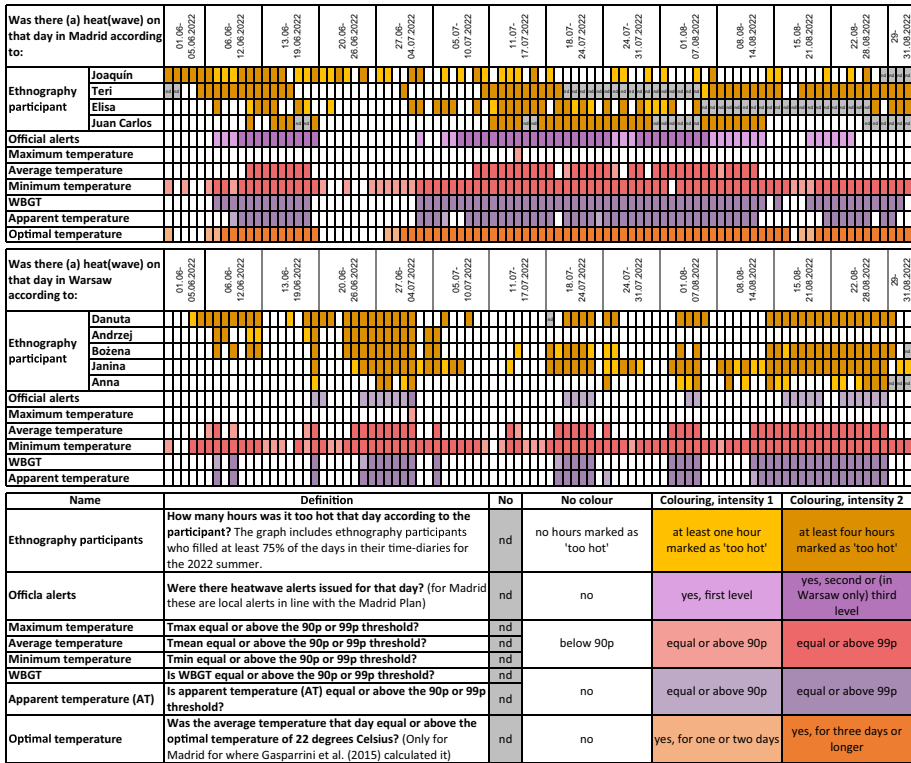 Was there (a) heat(wave) on
that day in Madrid according
to:
01.06-
05.06.2022
06.06-
12.06.2022
13.06-
19.06.2022
20.06-
26.06.2022
27.06-
04.07.2022
05.07-
10.07.2022
11.07-
17.07.2022
18.07-
24.07.2022
24.07-
31.07.2022
01.08-
07.08.2022
08.08-
14.08.2022
15.08-
21.08.2022
22.08-
28.08.2022
29-
31.08.2022
Ethnography
participant
Joaquín
Teri
Elisa
Juan Carlos
Official alerts
Maximum temperature
Average temperature
Minimum temperature
WBGT
Apparent temperature
Optimal temperature
Was there (a) heat(wave) on
that day in Warsaw
according to:
01.06-
05.06.2022
06.06-
12.06.2022
13.06-
19.06.2022
20.06-
26.06.2022
27.06-
04.07.2022
05.07-
10.07.2022
11.07-
17.07.2022
18.07-
24.07.2022
24.07-
31.07.2022
01.08-
07.08.2022
08.08-
14.08.2022
15.08-
21.08.2022
22.08-
28.08.2022
29-
31.08.2022
Ethnography
participant
Danuta
Andrzej
Bożena
Janina
Anna
Official alerts
Maximum temperature
Average temperature
Minimum temperature
WBGT
Apparent temperature
Name Definition No No colour Colouring, intensity 1 Colouring, intensity 2
Ethnography participants
How many hours was it too hot that day according to the
participant? The graph includes ethnography participants
who filled at least 75% of the days in their time-diaries for
the 2022 summer.
nd
no hours marked as
'too hot'
at least one hour
marked as 'too hot'
at least four hours
marked as 'too hot'
Officla alerts
Were there heatwave alerts issued for that day? (for Madrid
these are local alerts in line with the Madrid Plan)
nd
no
yes, first level
yes, second or (in
Warsaw only) third
level
Maximum temperature Tmax equal or above the 90p or 99p threshold? nd
Average temperature Tmean equal or above the 90p or 99p threshold? nd
Minimum temperature Tmin equal or above the 90p or 99p threshold? nd
below 90p
equal or above 90p
equal or above 99p
WBGT Is WBGT equal or above the 90p or 99p threshold? nd
Apparent temperature (AT)
Is apparent temperature (AT) equal or above the 90p or 99p
threshold?
nd
no
equal or above 90p
equal or above 99p
Optimal temperature
Was the average temperature that day equal or above the
optimal temperature of 22 degrees Celsius? (Only for
Madrid for where Gasparrini et al. (2015) calculated it)
nd
no
yes, for one or two days
yes, for three days or
longer